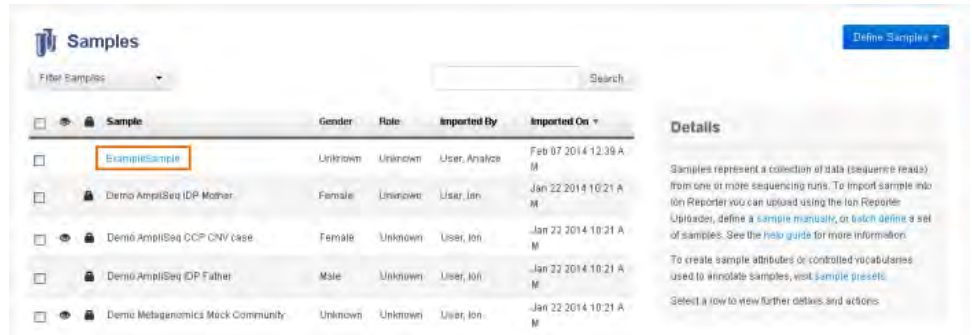 Samples
Define Samples
Filter Samples
Search
Sample Gender Role Imported By Imported On
ExampleSample Unknown Unknown User, Analyze Feb 07 2014 12:39 A
M
Demo AmpliSeq IDP Mother Female Unknown User, Ion Jan 22 2014 10:21 A
M
Demo AmpliSeq CCP CNV case Female Unknown User, Ion Jan 22 2014 10:21 A
M
Demo AmpliSeq IDP Father Male Unknown User, Ion Jan 22 2014 10:21 A
M
Demo Metagenomics Mock Community Unknown Unknown User, Ion Jan 22 2014 10:21 A
M
Details
Samples represent a collection of data (sequence reads)
from one or more sequencing runs. To import sample into
Ion Reporter you can upload using the Ion Reporter
Uploader, define a sample manually, or batch define a set
of samples. See the help guide for more information.
To create sample attributes or controlled vocabularies
used to annotate samples, visit sample presets.
Select a row to view further details and actions.